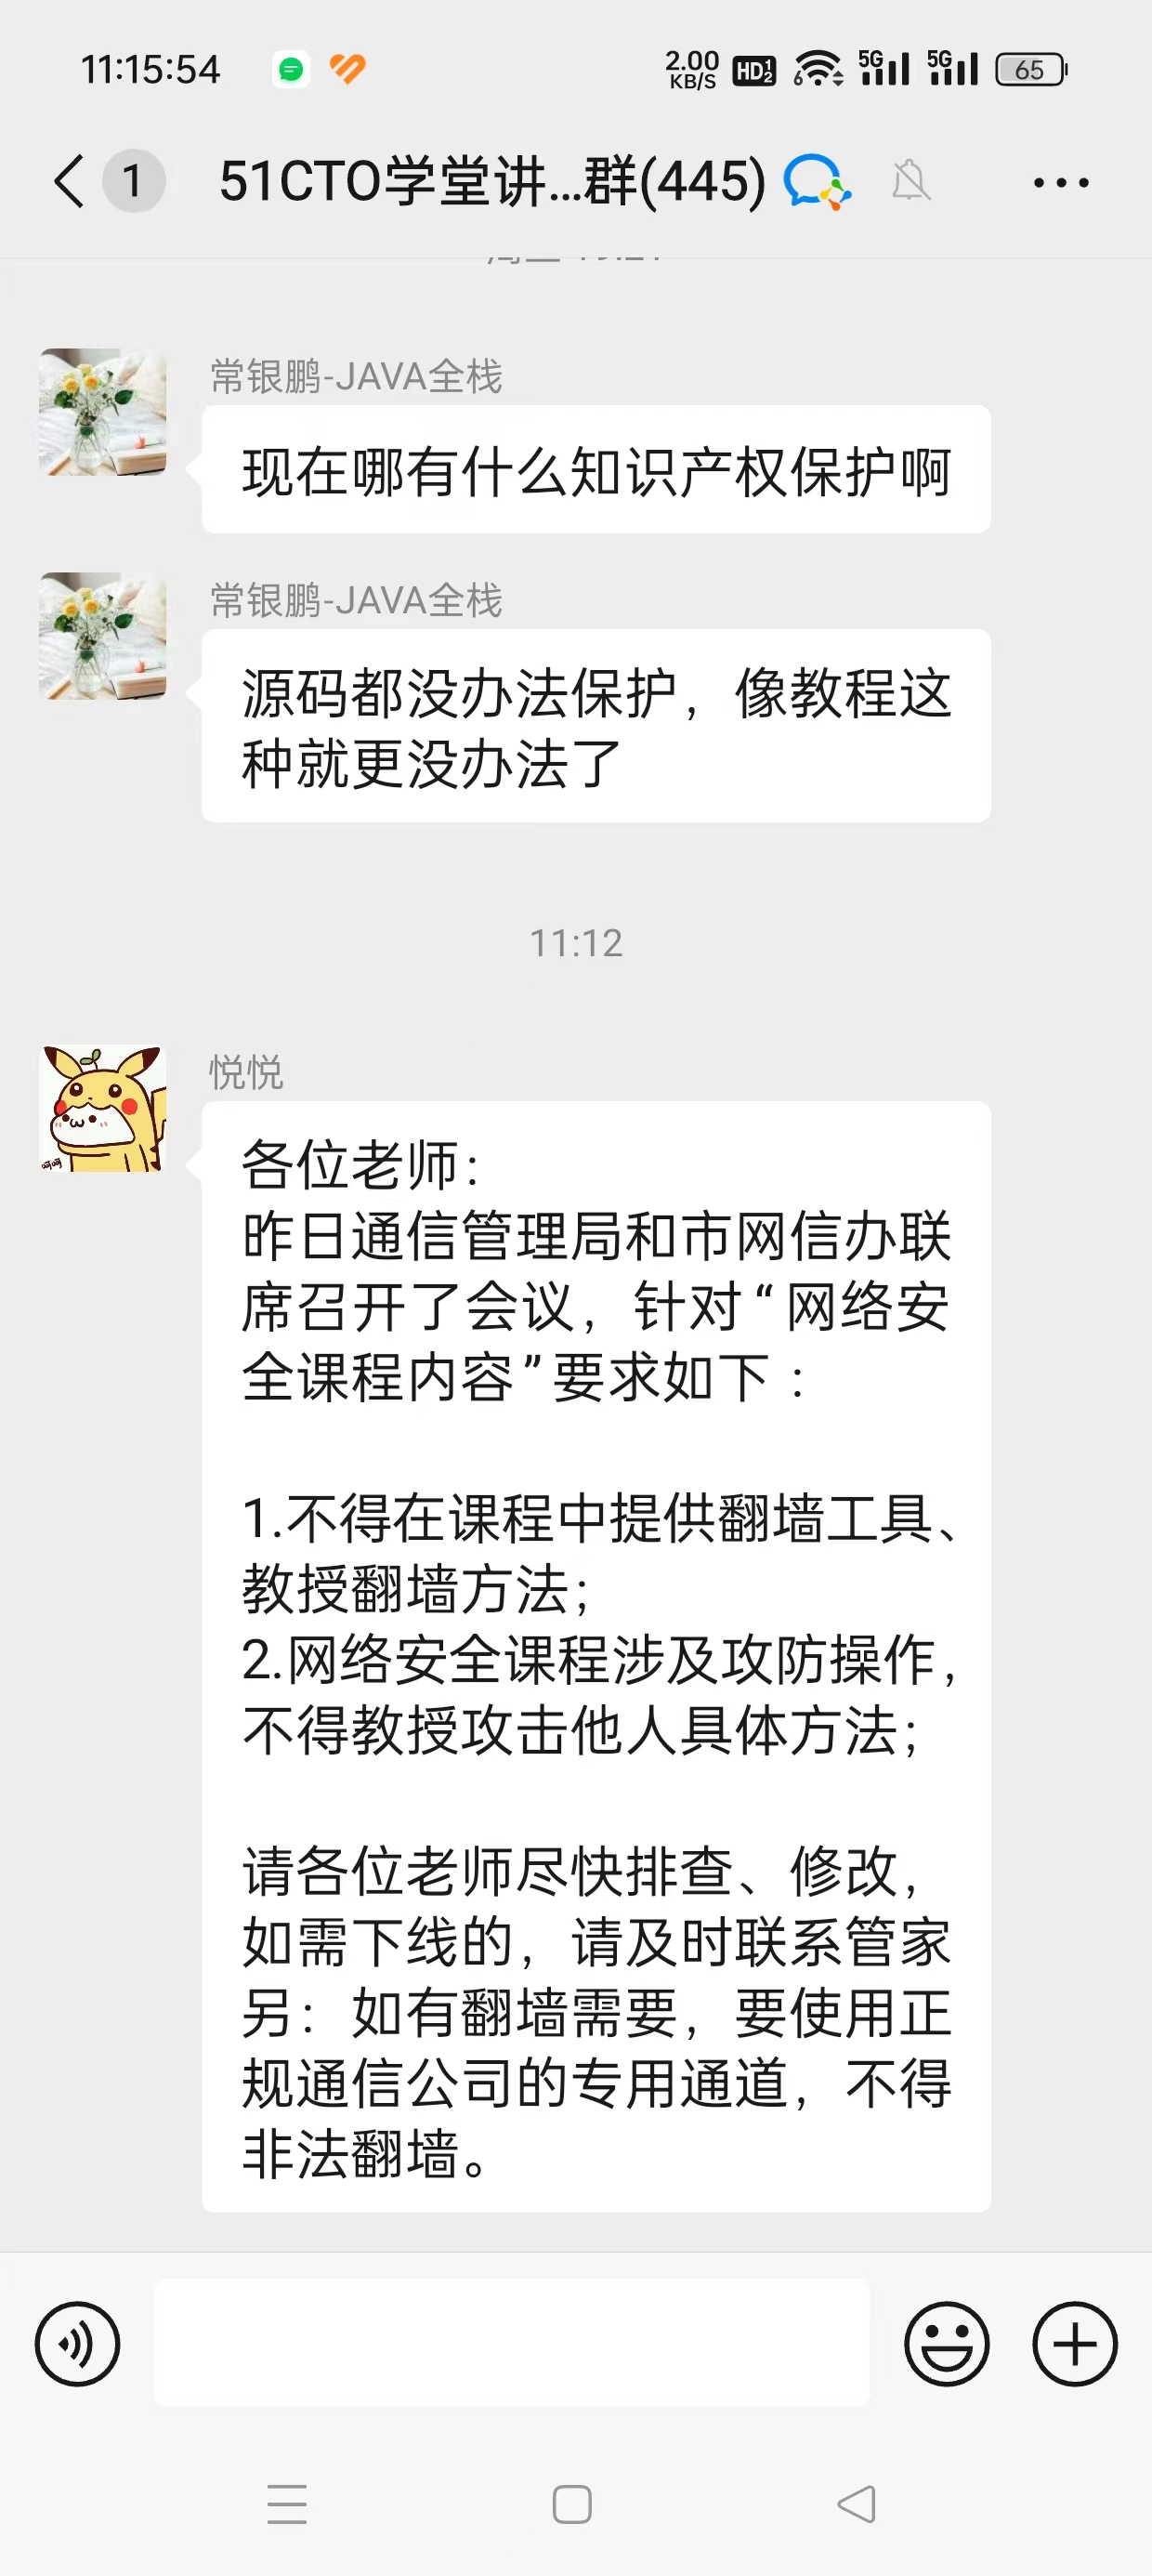 11:15:54
2.00
KB/S
HD 1 2
6
5G
5G
65
1
51CTO学堂讲...群(445)
常银鹏-JAVA全栈
现在哪有什么知识产权保护啊
常银鹏-JAVA全栈
源码都没办法保护，像教程这
种就更没办法了
11:12
悦悦
各位老师：
昨日通信管理局和市网信办联
席召开了会议，针对“网络安
全课程内容”要求如下：
1.不得在课程中提供翻墙工具、
教授翻墙方法；
2.网络安全课程涉及攻防操作，
不得教授攻击他人具体方法；
请各位老师尽快排查、修改，
如需下线的，请及时联系管家
另：如有翻墙需要，要使用正
规通信公司的专用通道，不得
非法翻墙。